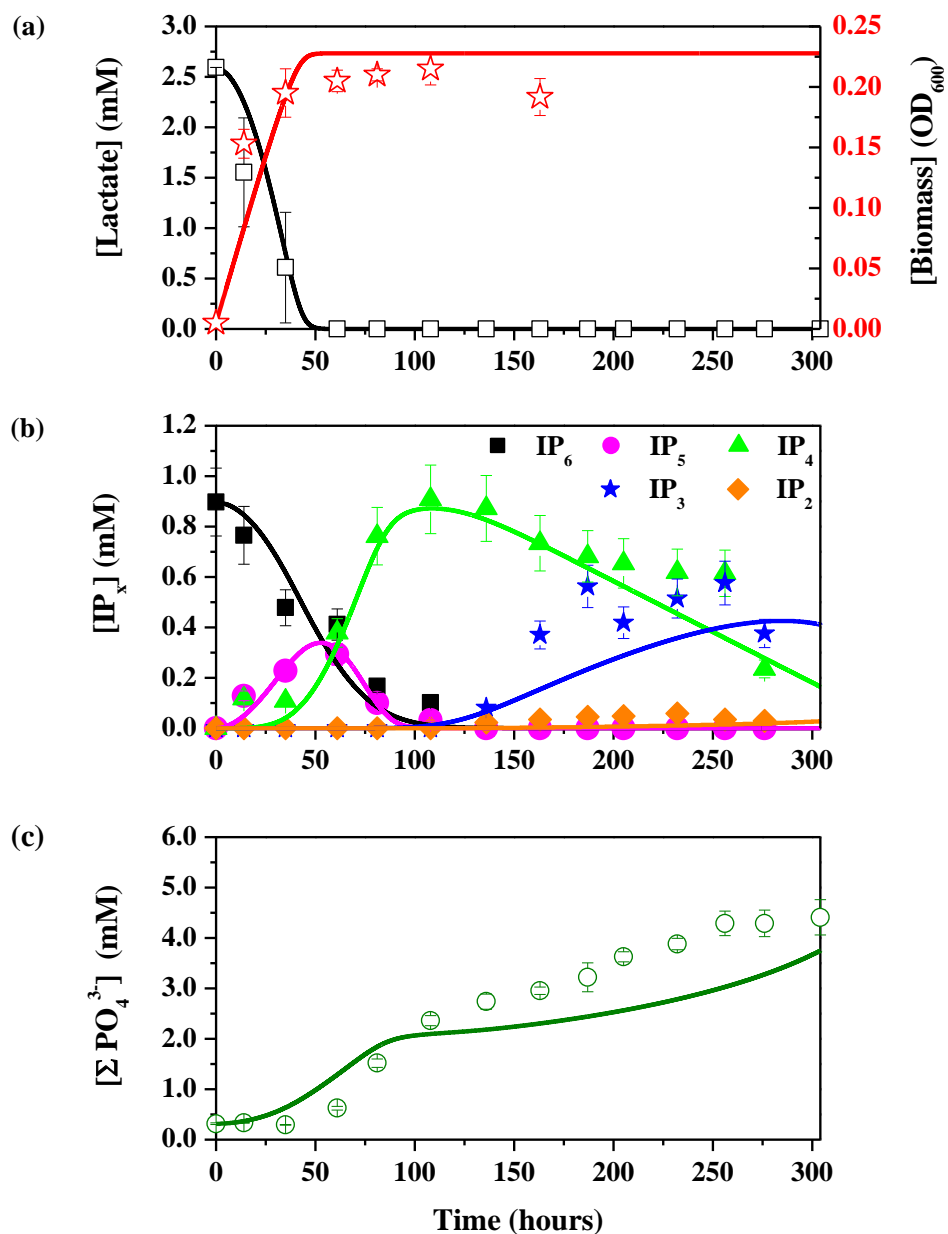 (a)
3.0
2.5
2.0
1.5
1.0
0.5
0.0
[Lactate] (mM)
0.25
0.20
0.15
0.10
0.05
0.00
[Biomass] (OD₆₀₀)
0 50 100 150 200 250 300
(b)
1.2
1.0
0.8
0.6
0.4
0.2
0.0
[IPₓ] (mM)
IP₆ IP₅ IP₄
IP₃ IP₂
0 50 100 150 200 250 300
(c)
6.0
5.0
4.0
3.0
2.0
1.0
0.0
[Σ PO₄³⁻] (mM)
0 50 100 150 200 250 300
Time (hours)